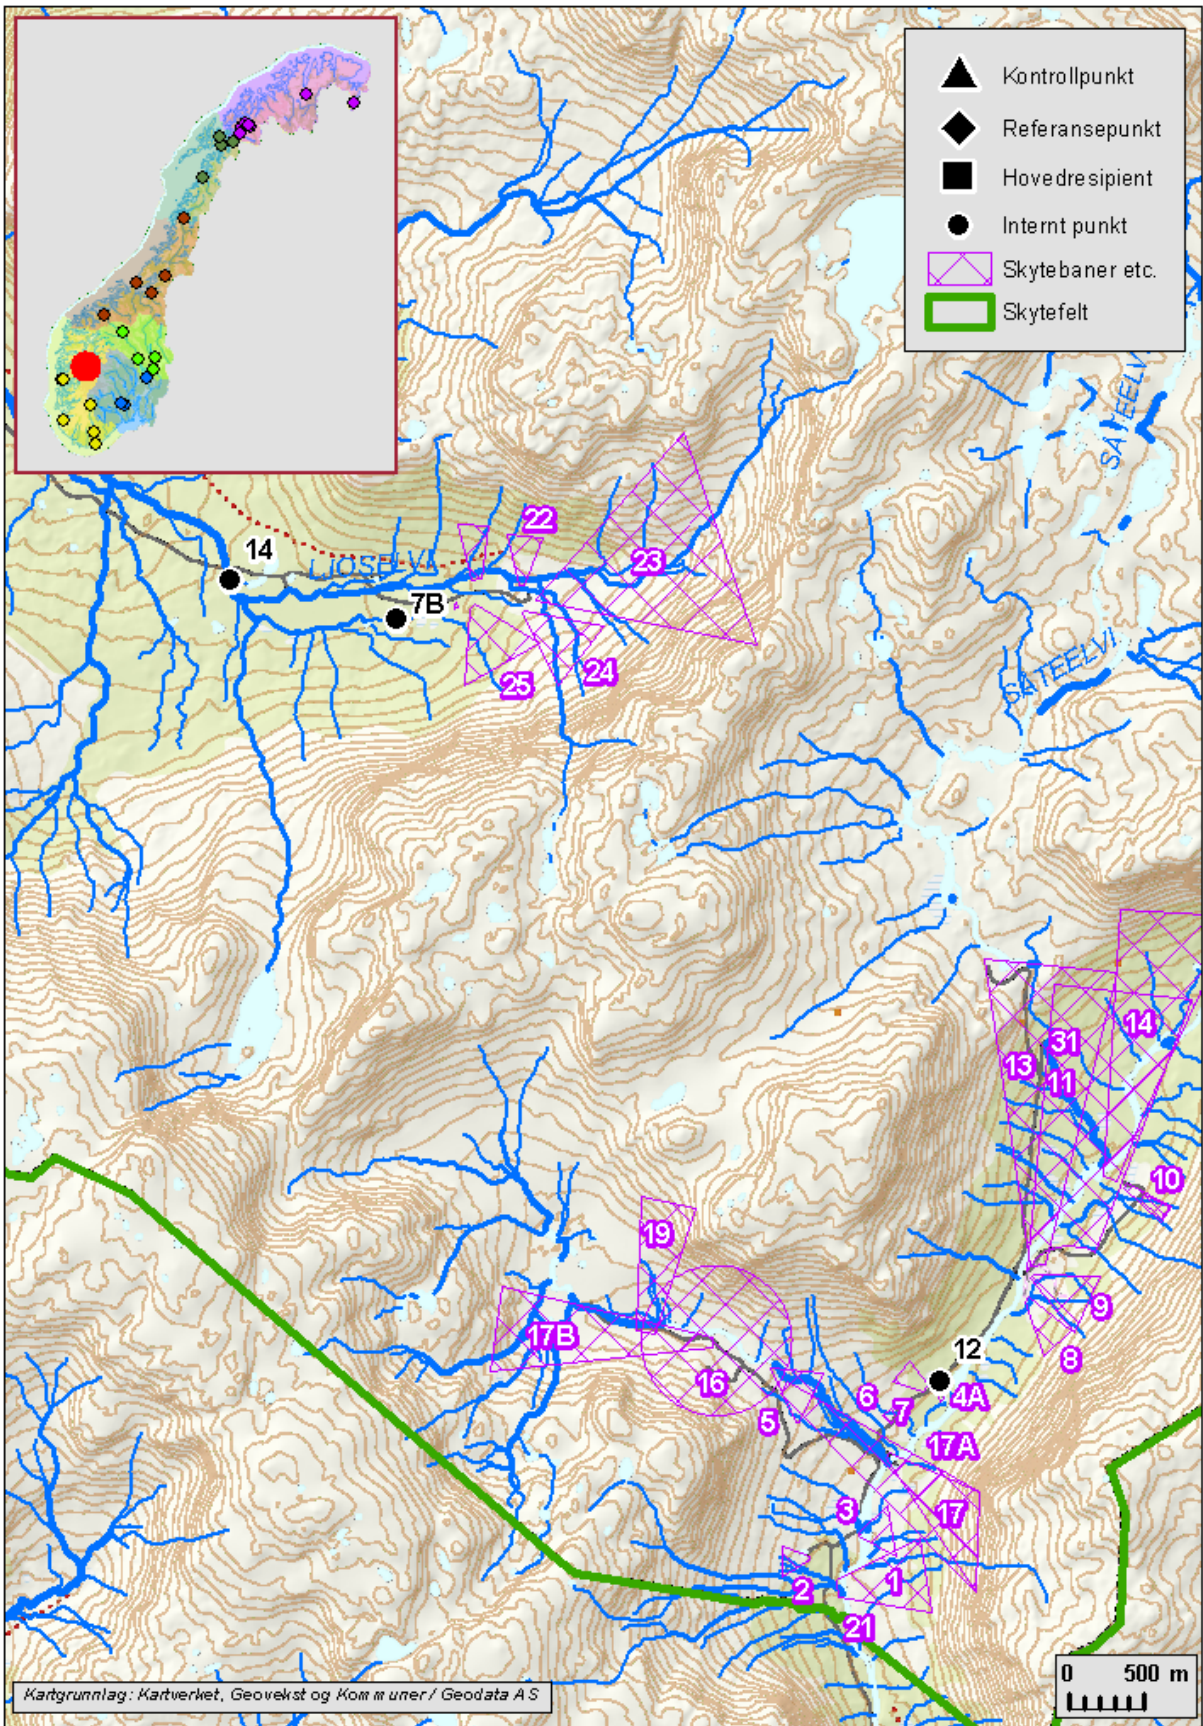 Kontrollpunkt
Referansepunkt
Hovedresipient
Internt punkt
Skytebaner etc.
Skytefelt
SÅTEELVI
22
14
LJOSELVI
23
7B
25
24
SÅTEELVI
14
31
13
11
10
19
9
17B
12
8
16
6
7
4A
5
17A
3
17
2
1
21
0 500 m
Kartgrunnlag: Kartverket, Geovekst og Kommuner / Geodata AS